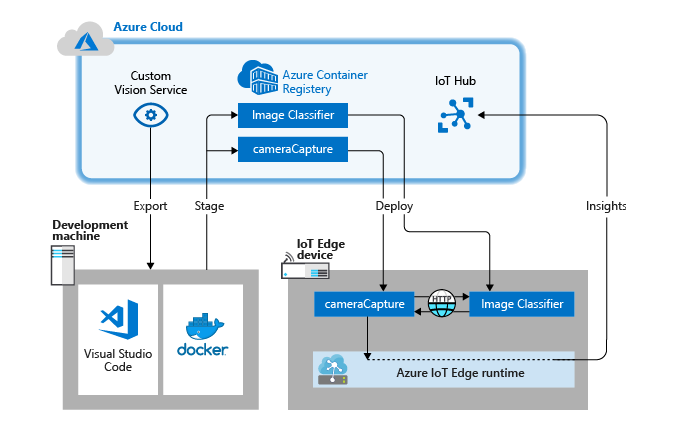 Azure Cloud
Custom
Vision Service
Azure Container
Registry
IoT Hub
Image Classifier
cameraCapture
Export
Stage
Deploy
Insights
Development
machine
IoT Edge
device
cameraCapture
HTTP
Image Classifier
Visual Studio
Code
docker
Azure IoT Edge runtime